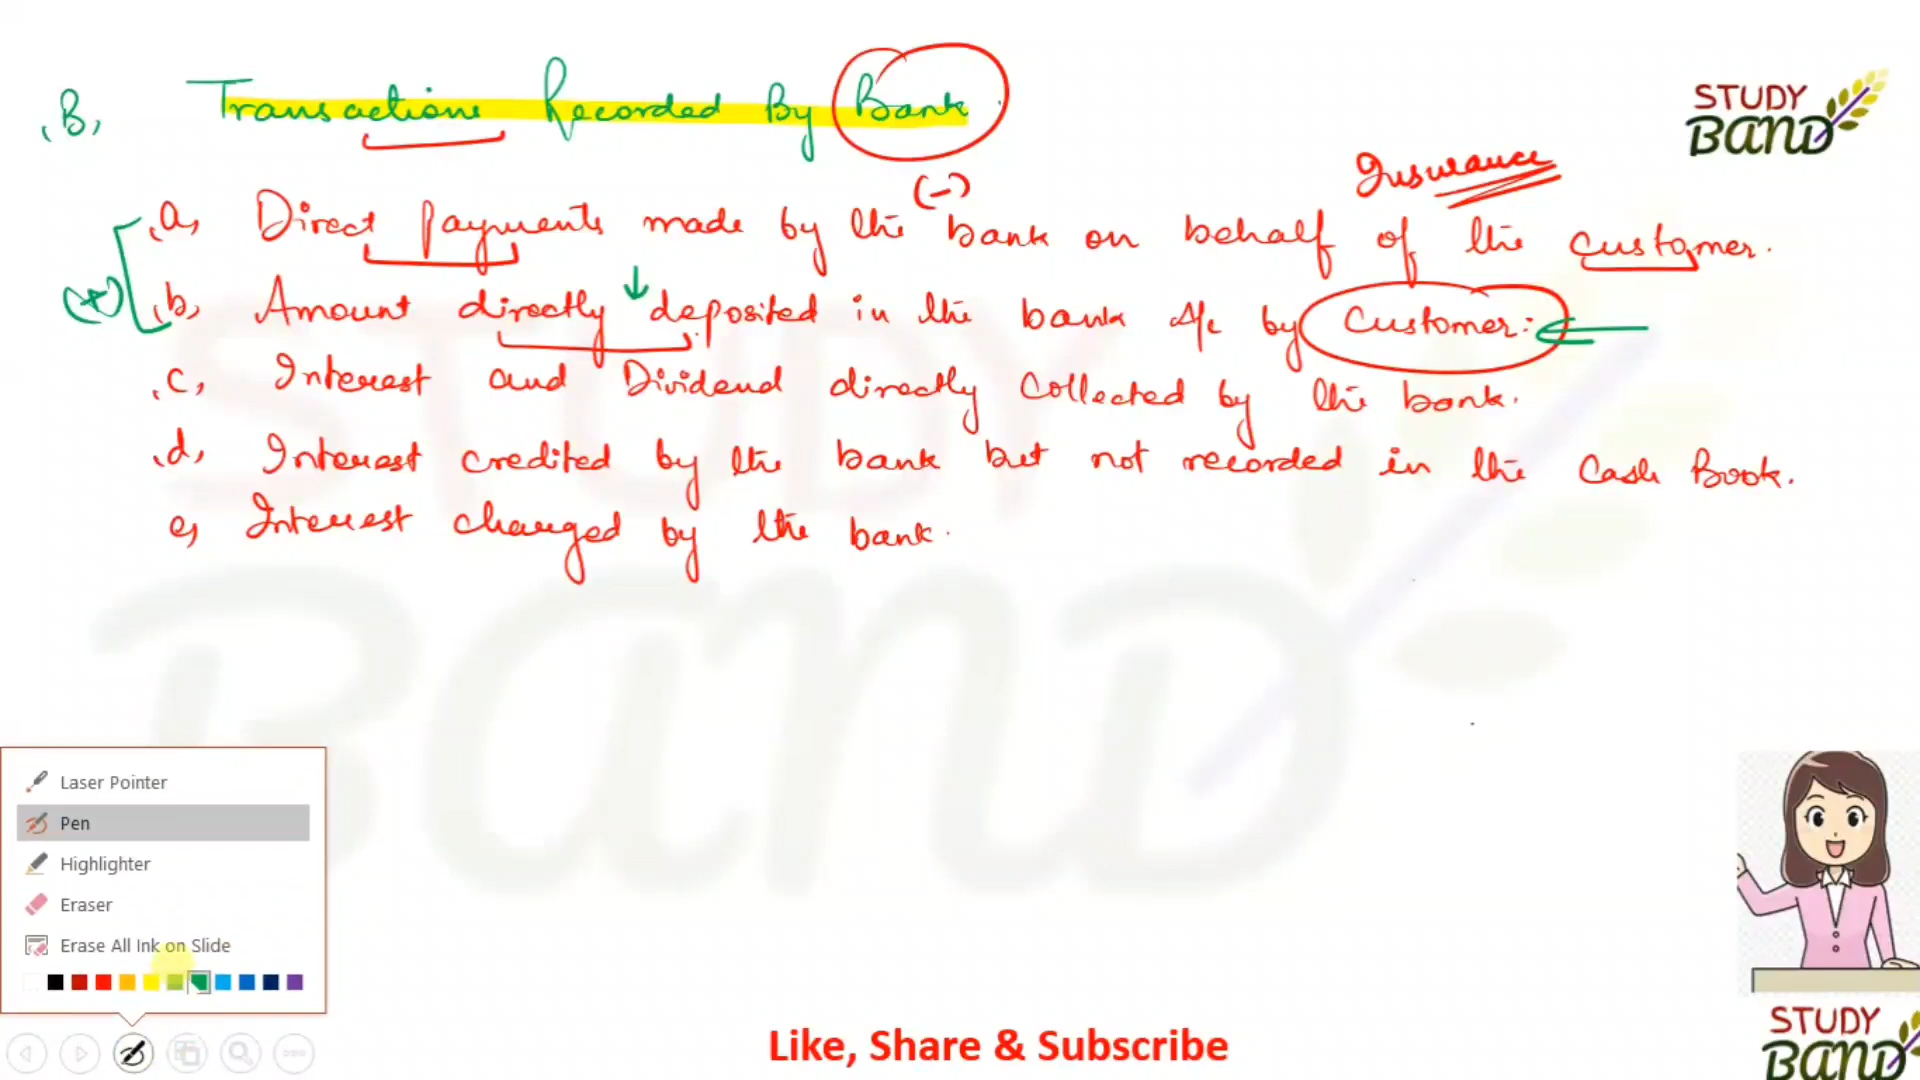 (B) Transactions Recorded By Bank.
STUDY
BAND
Insurance
(-)
(a) Direct payments made by the bank on behalf of the customer.
(+)
(b) Amount directly deposited in the bank A/c by Customer:
(c) Interest and Dividend directly collected by the bank.
(d) Interest credited by the bank but not recorded in the Cash Book.
e) Interest charged by the bank.
STUDY
BAND
Laser Pointer
Pen
Highlighter
Eraser
Erase All Ink on Slide
Like, Share & Subscribe
STUDY
BAND